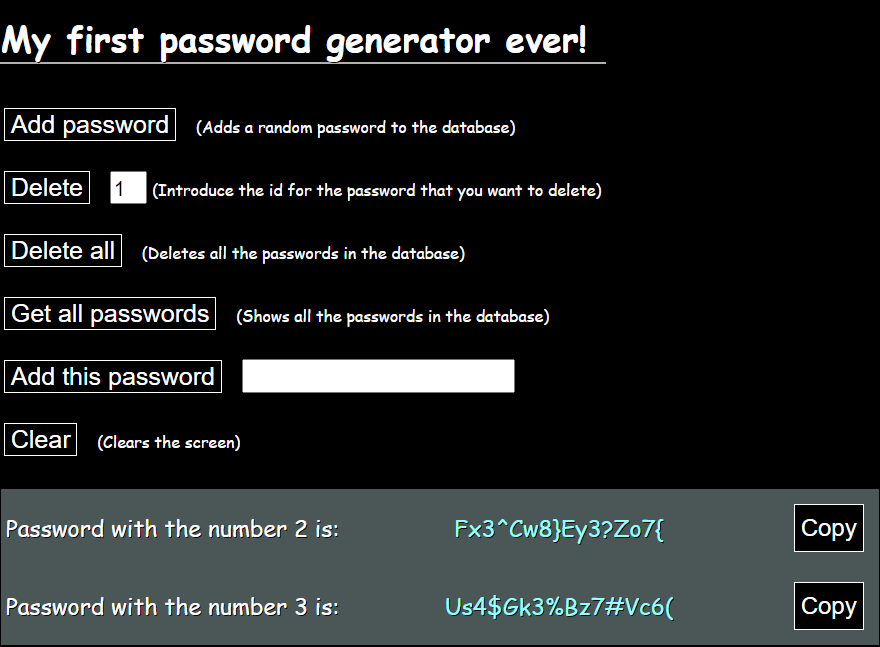 My first password generator ever!
Add password (Adds a random password to the database)
Delete 1 (Introduce the id for the password that you want to delete)
Delete all (Deletes all the passwords in the database)
Get all passwords (Shows all the passwords in the database)
Add this password
Clear (Clears the screen)
Password with the number 2 is: Fx3^Cw8}Ey3?Zo7{ Copy
Password with the number 3 is: Us4$Gk3%Bz7#Vc6( Copy